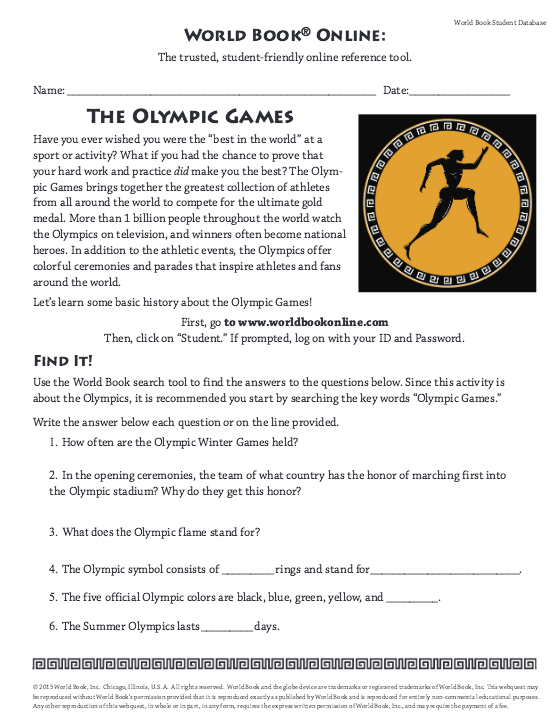 World Book Student Database
World Book® Online:
The trusted, student-friendly online reference tool.
Name: ____________________________________________________ Date:_________________
The Olympic Games
Have you ever wished you were the “best in the world” at a
sport or activity? What if you had the chance to prove that
your hard work and practice did make you the best? The Olym-
pic Games brings together the greatest collection of athletes
from all around the world to compete for the ultimate gold
medal. More than 1 billion people throughout the world watch
the Olympics on television, and winners often become national
heroes. In addition to the athletic events, the Olympics offer
colorful ceremonies and parades that inspire athletes and fans
around the world.
Let’s learn some basic history about the Olympic Games!
First, go to www.worldbookonline.com
Then, click on “Student.” If prompted, log on with your ID and Password.
Find It!
Use the World Book search tool to find the answers to the questions below. Since this activity is
about the Olympics, it is recommended you start by searching the key words “Olympic Games.”
Write the answer below each question or on the line provided.
1. How often are the Olympic Winter Games held?
2. In the opening ceremonies, the team of what country has the honor of marching first into
the Olympic stadium? Why do they get this honor?
3. What does the Olympic flame stand for?
4. The Olympic symbol consists of _________rings and stand for__________________________.
5. The five official Olympic colors are black, blue, green, yellow, and _________.
6. The Summer Olympics lasts_________days.
©2015 World Book, Inc. Chicago, Illinois, U.S.A. All rights reserved. World Book and the globe device are trademarks or registered trademarks of World Book, Inc. This webquest may
be reproduced without World Book’s permission provided that it is reproduced exactly as published by World Book and is reproduced for entirely non-commercial educational purposes.
Any other reproduction of this webquest, in whole or in part, in any form, requires the express written permission of World Book, Inc., and may require the payment of a fee.